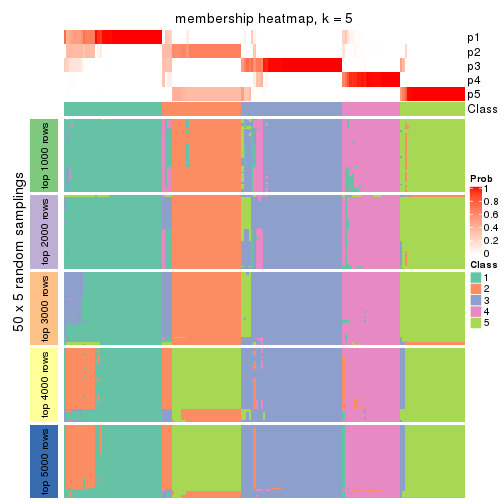 membership heatmap, k = 5
p1
p2
p3
p4
p5
Class
50 x 5 random samplings
top 1000 rows
top 2000 rows
top 3000 rows
top 4000 rows
top 5000 rows
Prob
1
0.8
0.6
0.4
0.2
0
Class
1
2
3
4
5